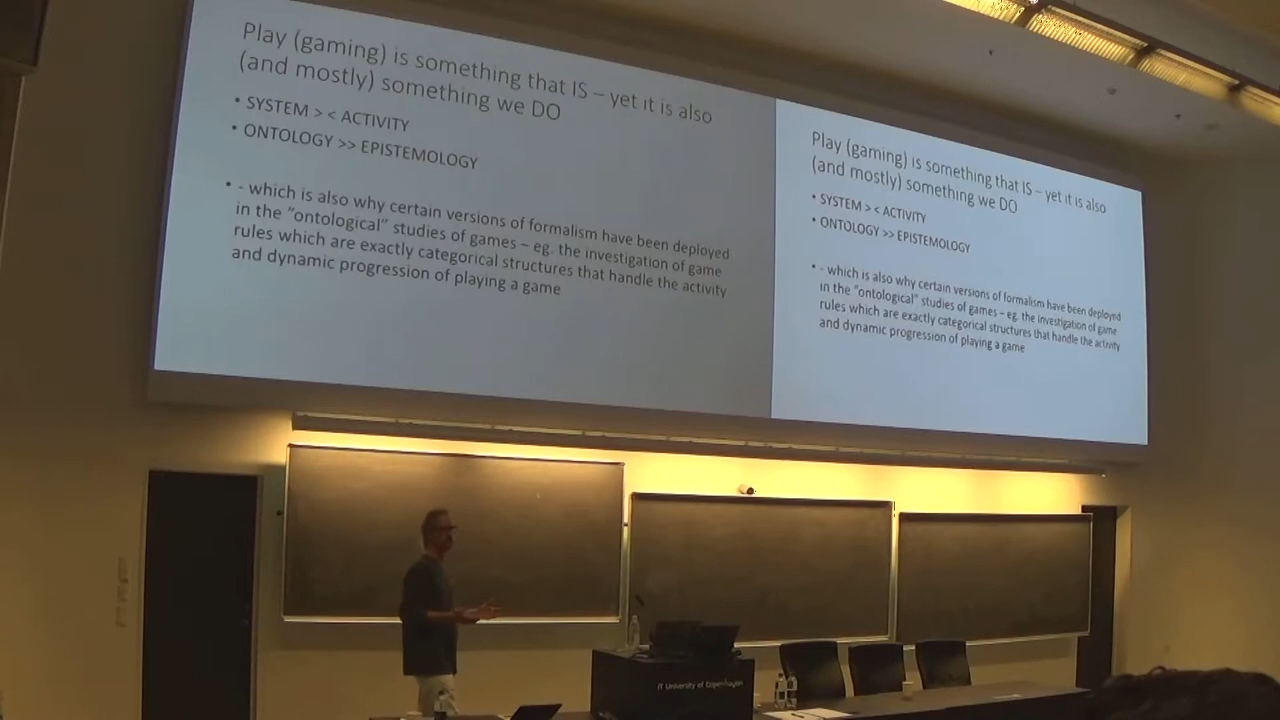 Play (gaming) is something that IS – yet it is also
(and mostly) something we DO
• SYSTEM > < ACTIVITY
• ONTOLOGY >> EPISTEMOLOGY
• - which is also why certain versions of formalism have been deployed
in the "ontological" studies of games – eg. the investigation of game
rules which are exactly categorical structures that handle the activity
and dynamic progression of playing a game
Play (gaming) is something that IS – yet it is also
(and mostly) something we DO
• SYSTEM > < ACTIVITY
• ONTOLOGY >> EPISTEMOLOGY
• - which is also why certain versions of formalism have been deployed
in the "ontological" studies of games – eg. the investigation of game
rules which are exactly categorical structures that handle the activity
and dynamic progression of playing a game
IT University of Copenhagen